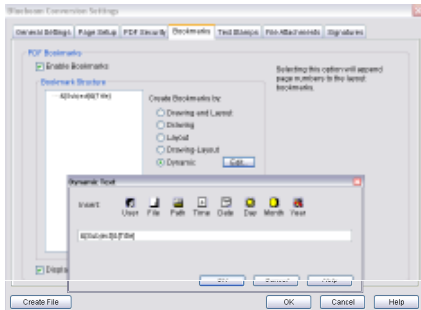 Bluebeam Conversion Settings
General Settings Page Setup PDF Security Bookmarks Text Stamps File Attachments Signatures
PDF Bookmarks
Enable Bookmarks
Bookmark Structure
Create Bookmarks by:
Drawing and Layout
Drawing
Layout
Drawing-Layout
Dynamic Edit...
Selecting this option will append
page numbers to the layout
bookmarks.
Dynamic Text
Insert:
User File Path Time Date Day Month Year
OK Cancel Help
Create File OK Cancel Help